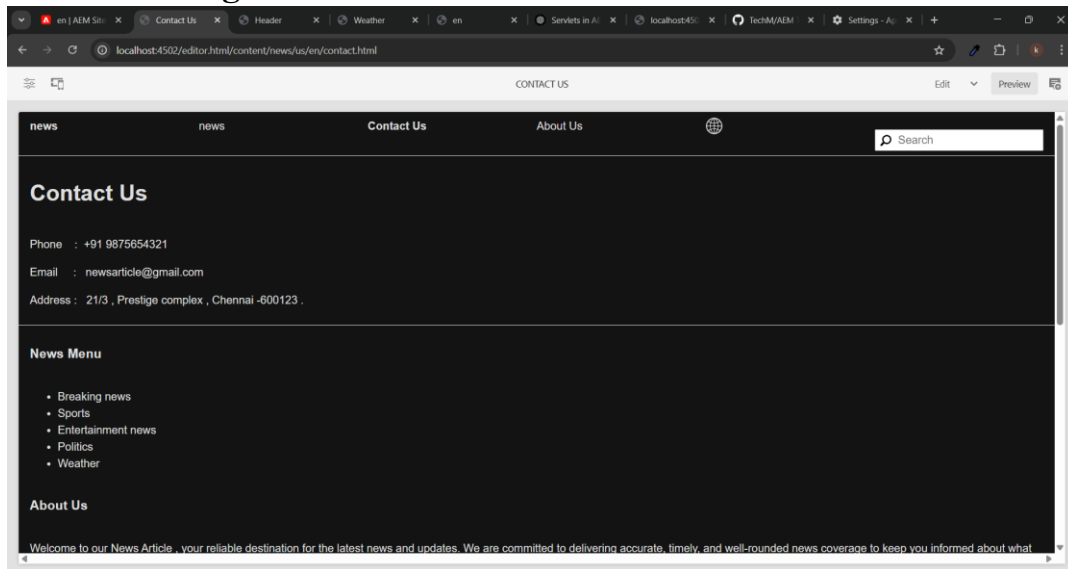 en | AEM Site
Contact Us
Header
Weather
en
Servlets in A
localhost:450
TechM/AEM
Settings - Ap
localhost:4502/editor.html/content/news/us/en/contact.html
k
CONTACT US
Edit
Preview
news news Contact Us About Us
Search
Contact Us
Phone : +91 9875654321
Email : newsarticle@gmail.com
Address : 21/3 , Prestige complex , Chennai -600123 .
News Menu
• Breaking news
• Sports
• Entertainment news
• Politics
• Weather
About Us
Welcome to our News Article , your reliable destination for the latest news and updates. We are committed to delivering accurate, timely, and well-rounded news coverage to keep you informed about what